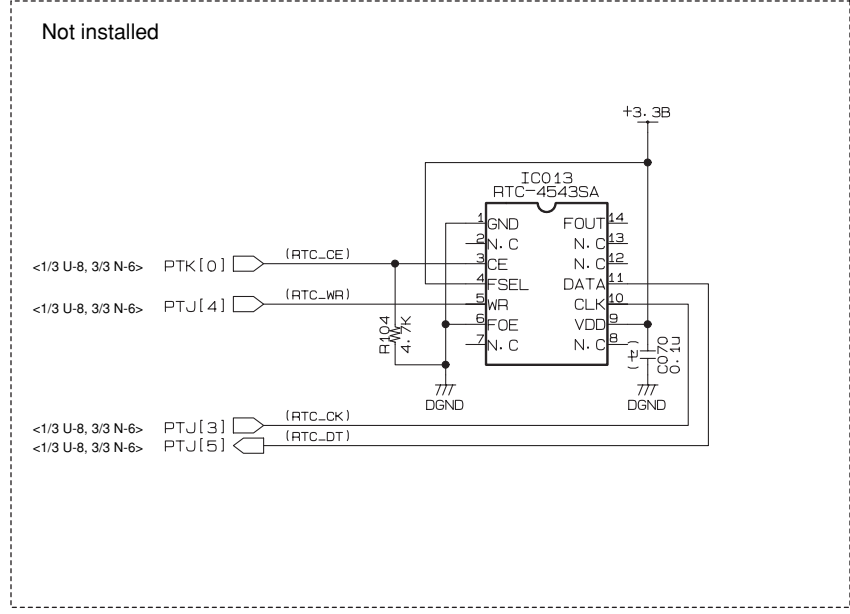 Not installed
+3.3B
IC013
RTC-4543SA
1 GND FOUT 14
2 N.C N.C 13
<1/3 U-8, 3/3 N-6> PTK[0] (RTC_CE) 3 CE N.C 12
4 FSEL DATA 11
<1/3 U-8, 3/3 N-6> PTJ[4] (RTC_WR) 5 WR CLK 10
6 FOE VDD 9
7 N.C N.C 8
R104
4.7K
C070
0.1U
DGND
DGND
<1/3 U-8, 3/3 N-6> PTJ[3] (RTC_CK)
<1/3 U-8, 3/3 N-6> PTJ[5] (RTC_DT)